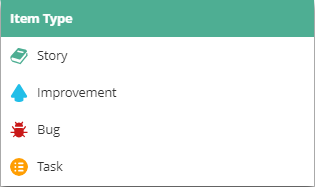 Item Type
Story
Improvement
Bug
Task